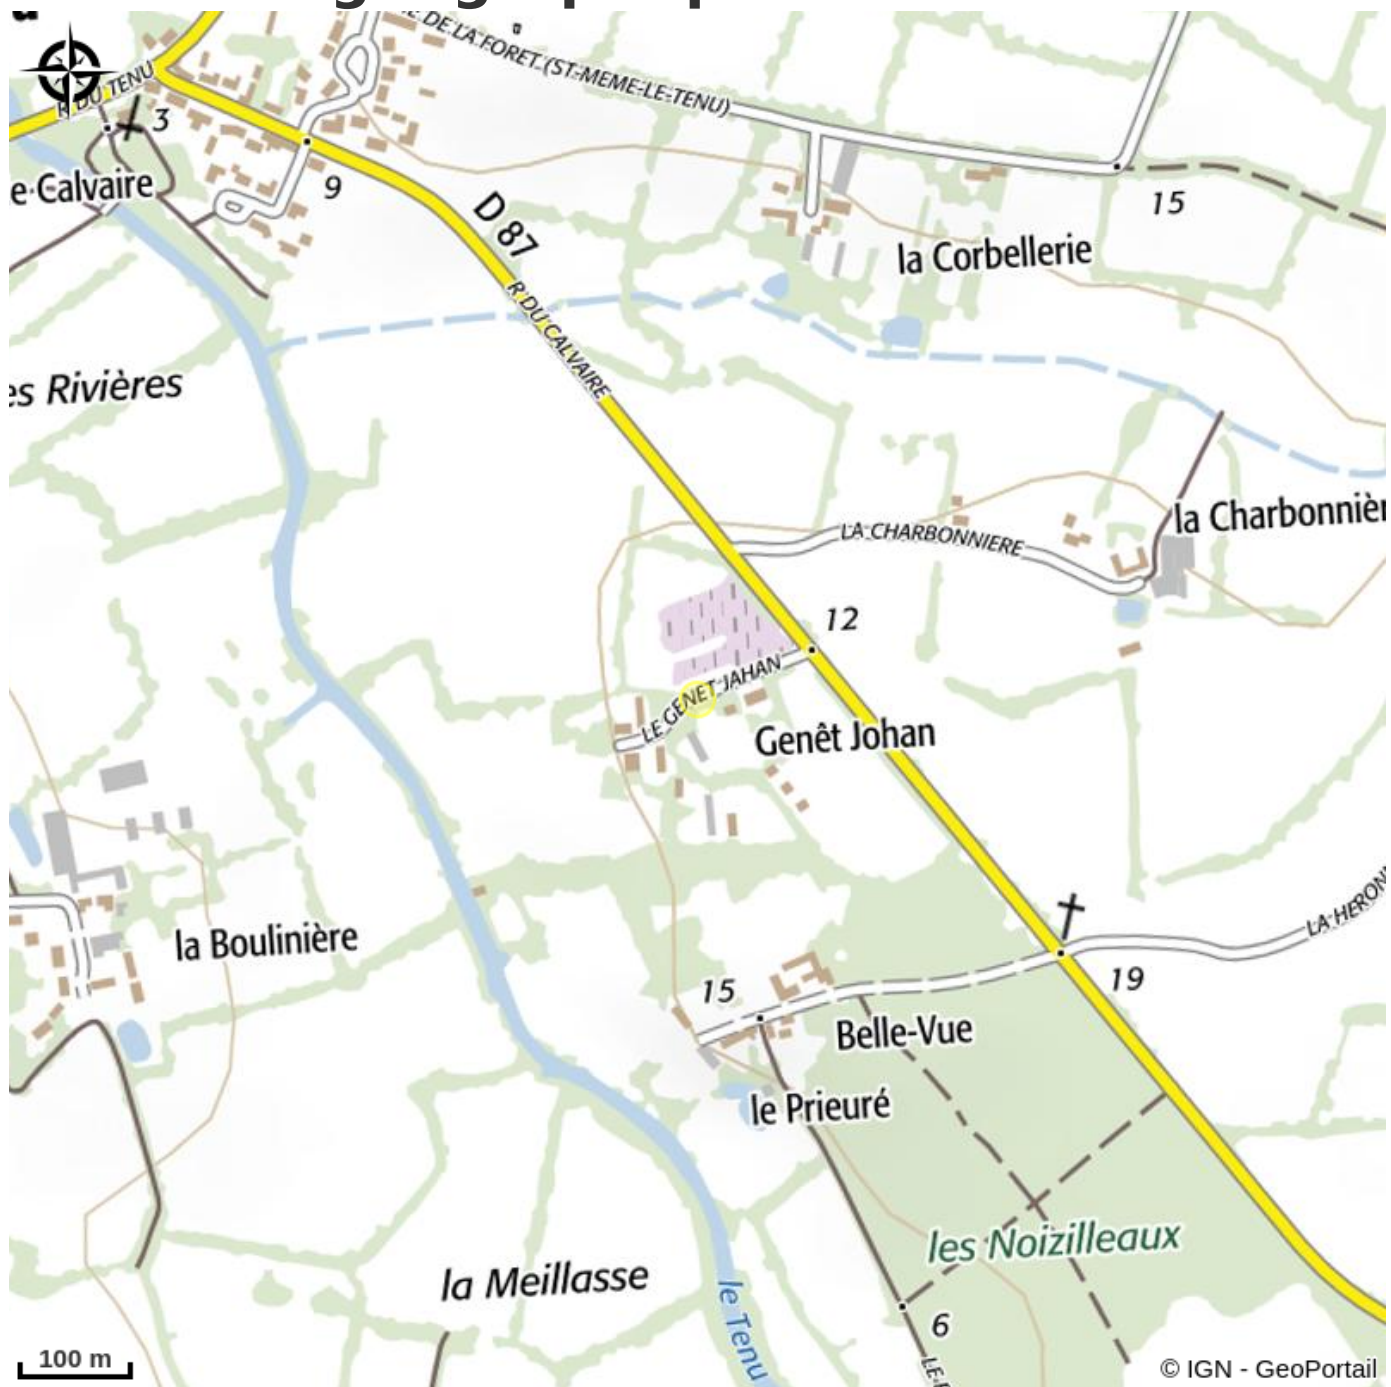 DE LA FORET (ST-MEME-LE-TENU)
R DU TENU
3
e Calvaire
9
D 87
15
la Corbellerie
R DU CALVAIRE
es Rivières
la Charbonnièr
LA CHARBONNIERE
12
LE GENET JAHAN
Genêt Johan
la Boulinière
LA HERON
15
19
Belle-Vue
le Prieuré
les Noizilleaux
la Meillasse
le Tenu
6
100 m
© IGN - GeoPortail